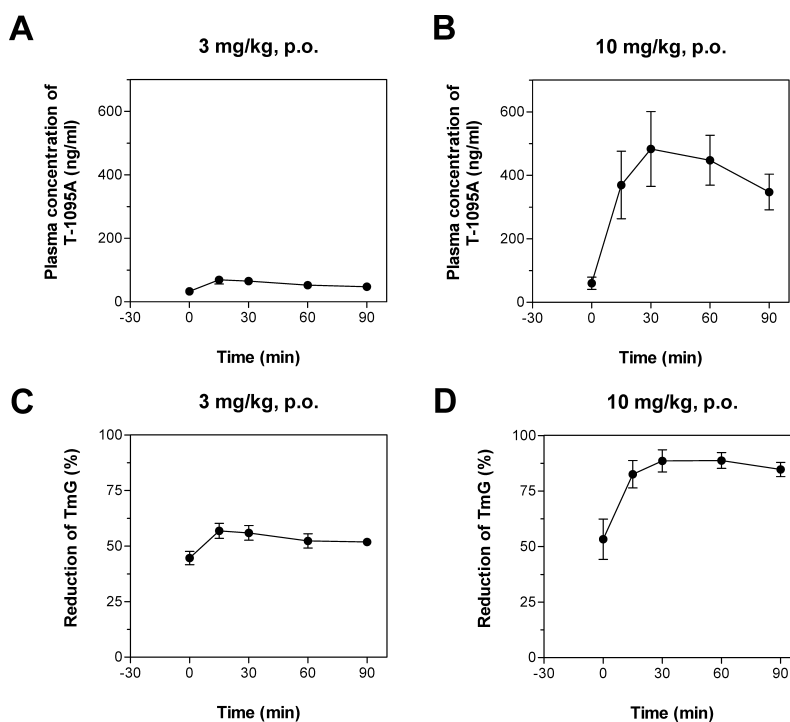 A
3 mg/kg, p.o.
Plasma concentration of
T-1095A (ng/ml)
600
400
200
0
-30 0 30 60 90
Time (min)
B
10 mg/kg, p.o.
Plasma concentration of
T-1095A (ng/ml)
600
400
200
0
-30 0 30 60 90
Time (min)
C
3 mg/kg, p.o.
Reduction of TmG (%)
100
75
50
25
0
-30 0 30 60 90
Time (min)
D
10 mg/kg, p.o.
Reduction of TmG (%)
100
75
50
25
0
-30 0 30 60 90
Time (min)